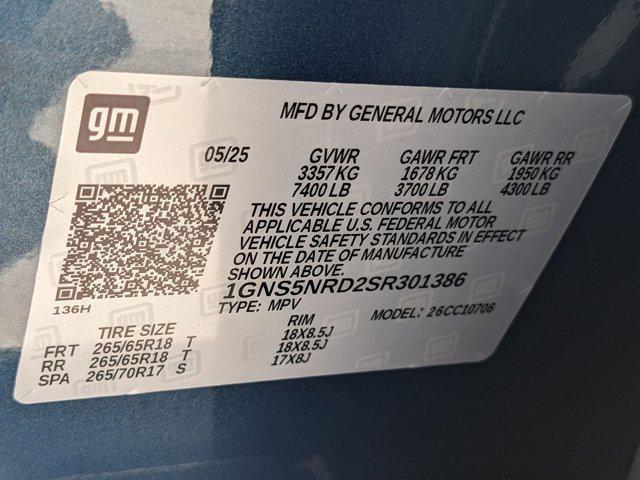 gm
MFD BY GENERAL MOTORS LLC
05/25 GVWR GAWR FRT GAWR RR
3357 KG 1678 KG 1950 KG
7400 LB 3700 LB 4300 LB
THIS VEHICLE CONFORMS TO ALL
APPLICABLE U.S. FEDERAL MOTOR
VEHICLE SAFETY STANDARDS IN EFFECT
ON THE DATE OF MANUFACTURE
SHOWN ABOVE.
1GNS5NRD2SR301386
136H
TYPE: MPV MODEL: 26CC10706
TIRE SIZE RIM
FRT 265/65R18 T 18X8.5J
RR 265/65R18 T 18X8.5J
SPA 265/70R17 S 17X8J